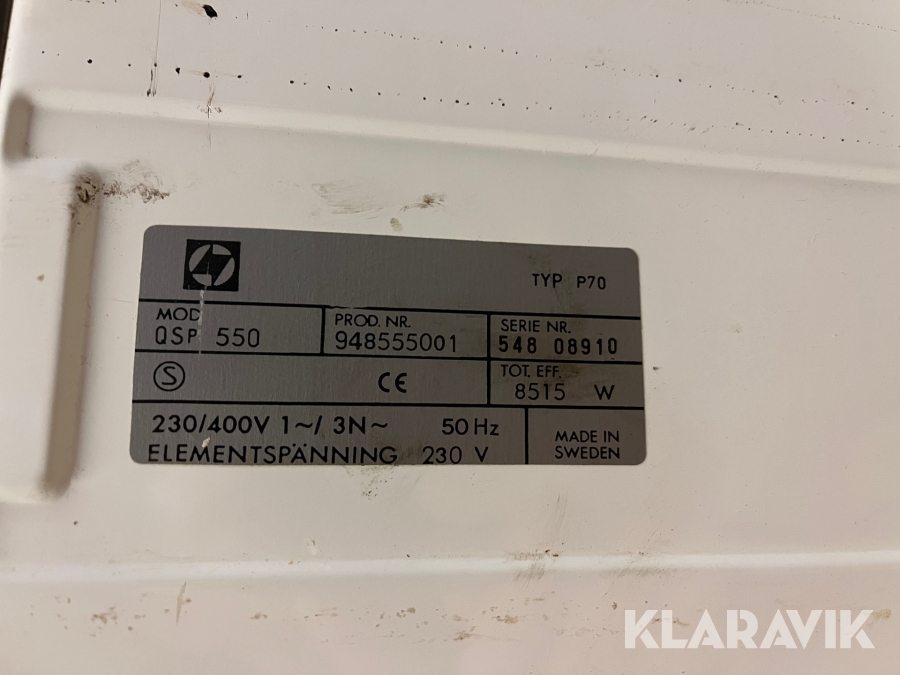 TYP P70
MOD
QSP 550
PROD. NR.
948555001
SERIE NR.
548 08910
S
CE
TOT. EFF.
8515 W
230/400V 1~/ 3N~ 50 Hz
ELEMENTSPÄNNING 230 V
MADE IN
SWEDEN
KLARAVIK